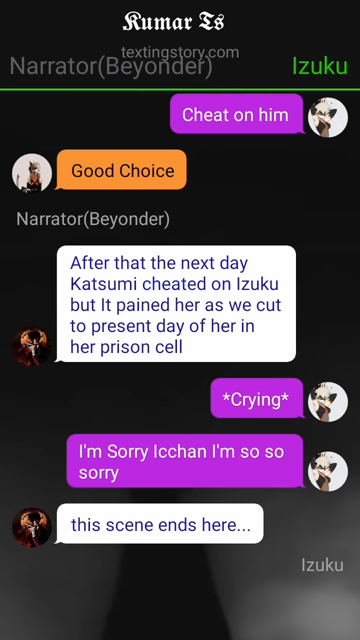 Kumar Ts
textingstory.com
Narrator(Beyonder)
Izuku
Cheat on him
Good Choice
Narrator(Beyonder)
After that the next day
Katsumi cheated on Izuku
but It pained her as we cut
to present day of her in
her prison cell
*Crying*
I'm Sorry Icchan I'm so so
sorry
this scene ends here...
Izuku